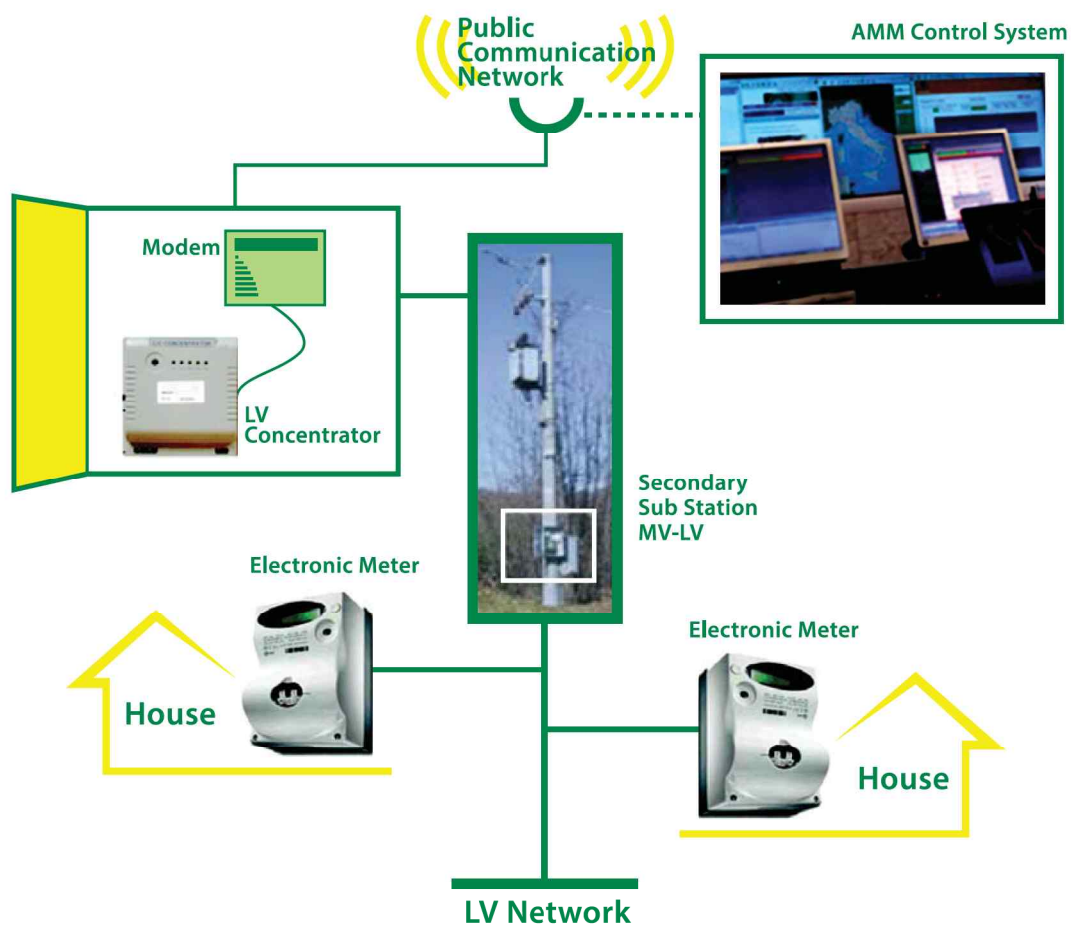 Public
Communication
Network
AMM Control System
Modem
LV
Concentrator
Secondary
Sub Station
MV-LV
Electronic Meter
House
Electronic Meter
House
LV Network